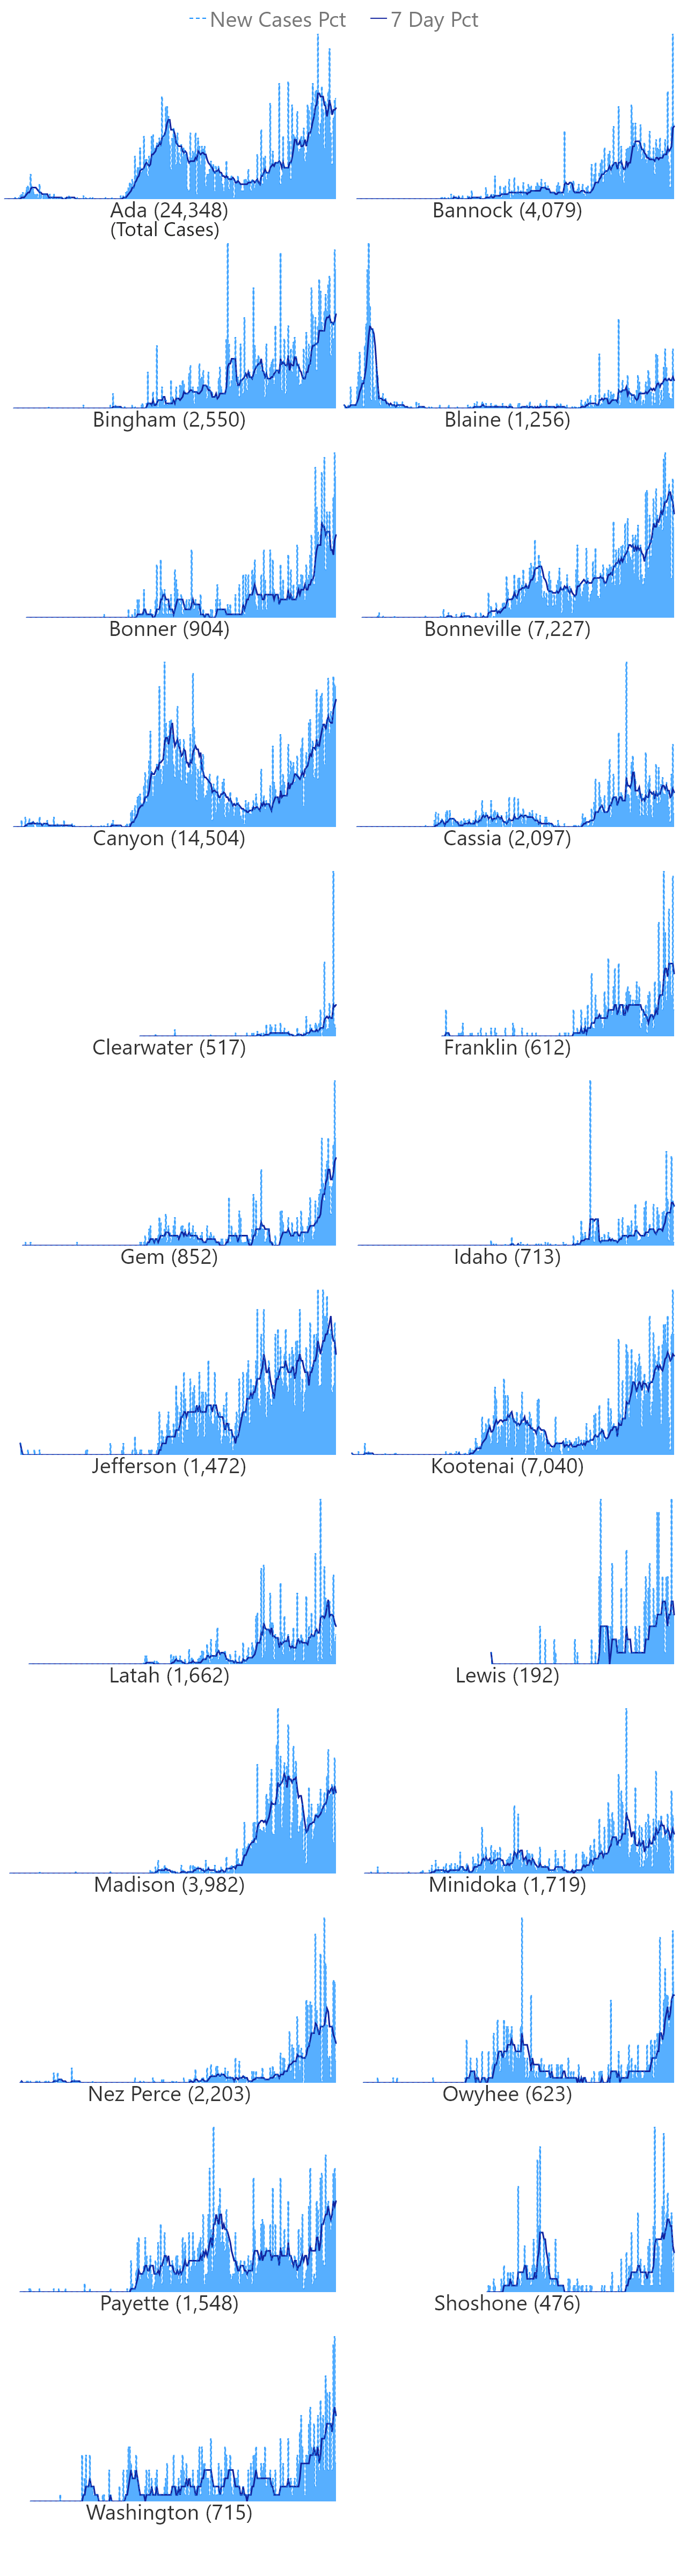 New Cases Pct 7 Day Pct
Ada (24,348) Bannock (4,079)
(Total Cases)
Bingham (2,550) Blaine (1,256)
Bonner (904) Bonneville (7,227)
Canyon (14,504) Cassia (2,097)
Clearwater (517) Franklin (612)
Gem (852) Idaho (713)
Jefferson (1,472) Kootenai (7,040)
Latah (1,662) Lewis (192)
Madison (3,982) Minidoka (1,719)
Nez Perce (2,203) Owyhee (623)
Payette (1,548) Shoshone (476)
Washington (715)